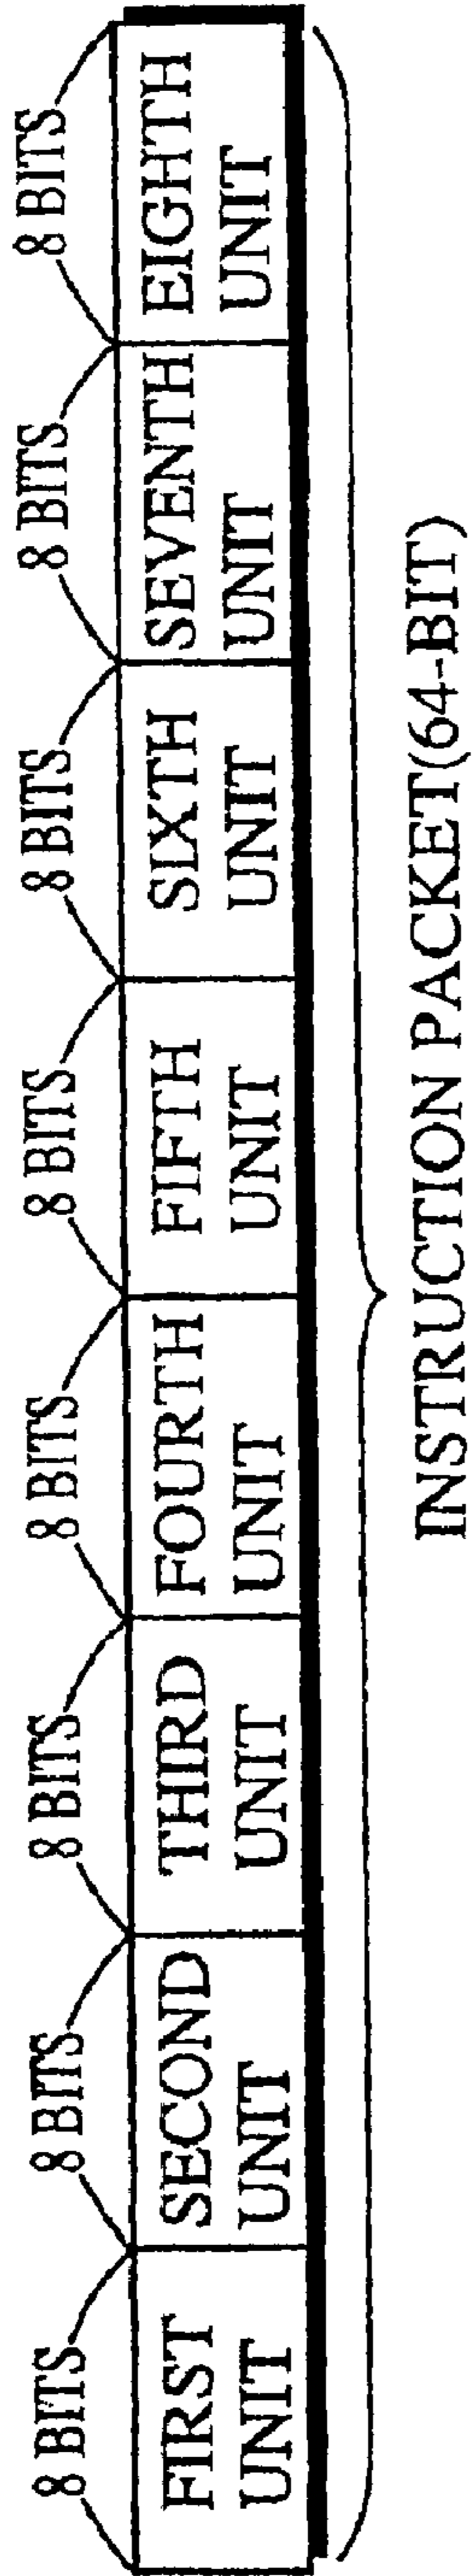 8 BITS 8 BITS 8 BITS 8 BITS 8 BITS 8 BITS 8 BITS 8 BITS
FIRST UNIT
SECOND UNIT
THIRD UNIT
FOURTH UNIT
FIFTH UNIT
SIXTH UNIT
SEVENTH UNIT
EIGHTH UNIT
INSTRUCTION PACKET(64-BIT)